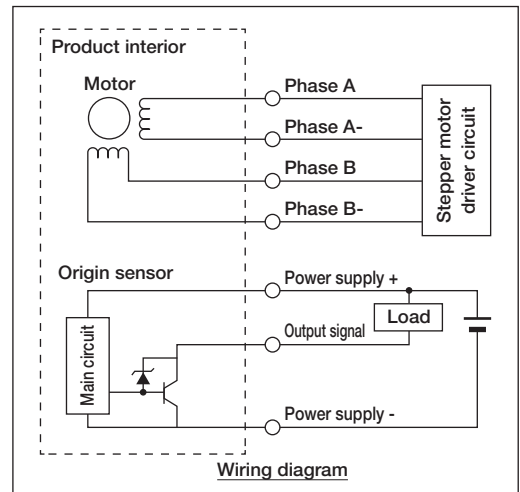 Product interior
Motor
Phase A
Phase A-
Phase B
Phase B-
Stepper motor
driver circuit
Origin sensor
Main circuit
Power supply +
Load
Output signal
Power supply -
Wiring diagram